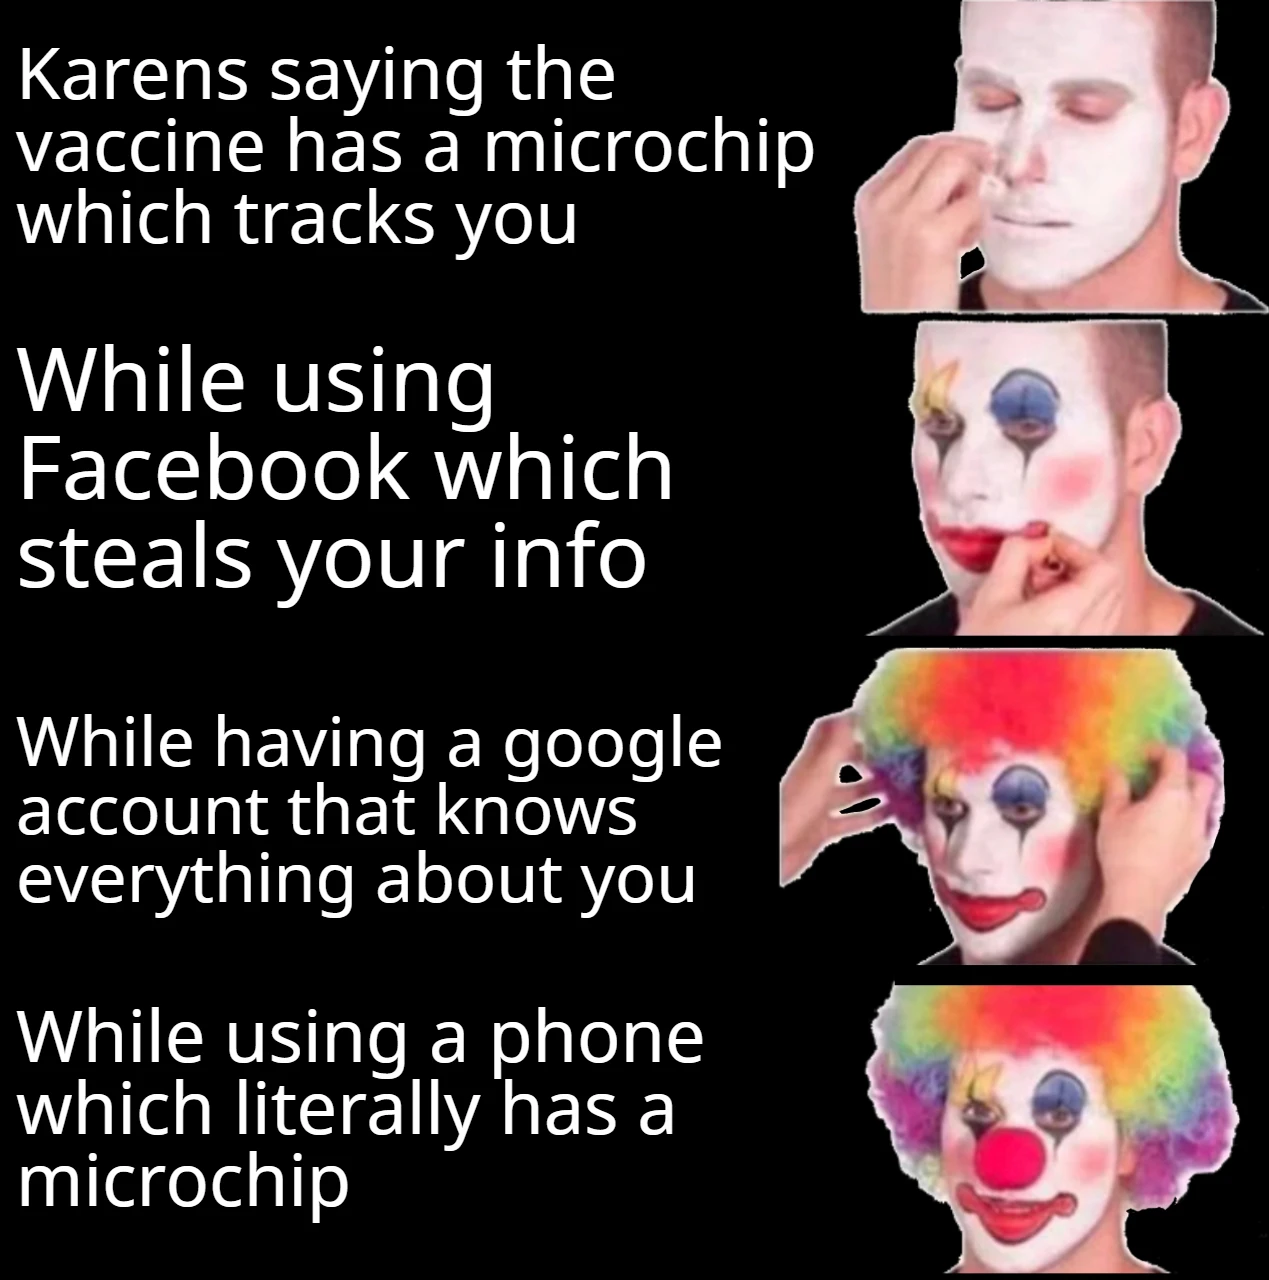 Karens saying the
vaccine has a microchip
which tracks you
While using
Facebook which
steals your info
While having a google
account that knows
everything about you
While using a phone
which literally has a
microchip